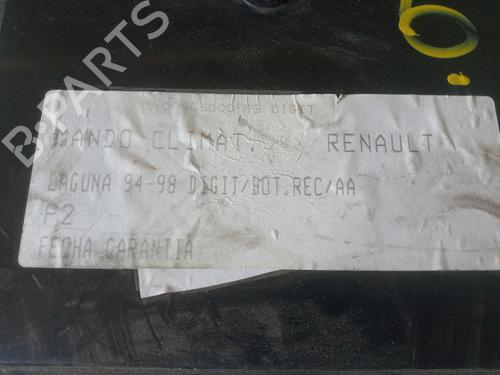 MANDO CLIMAT. RENAULT
LAGUNA 94-98 DIGIT/BOT.REC/AA
P2
FECHA GARANTIA
B-PARTS